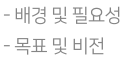 - 배경 및 필요성
- 목표 및 비전